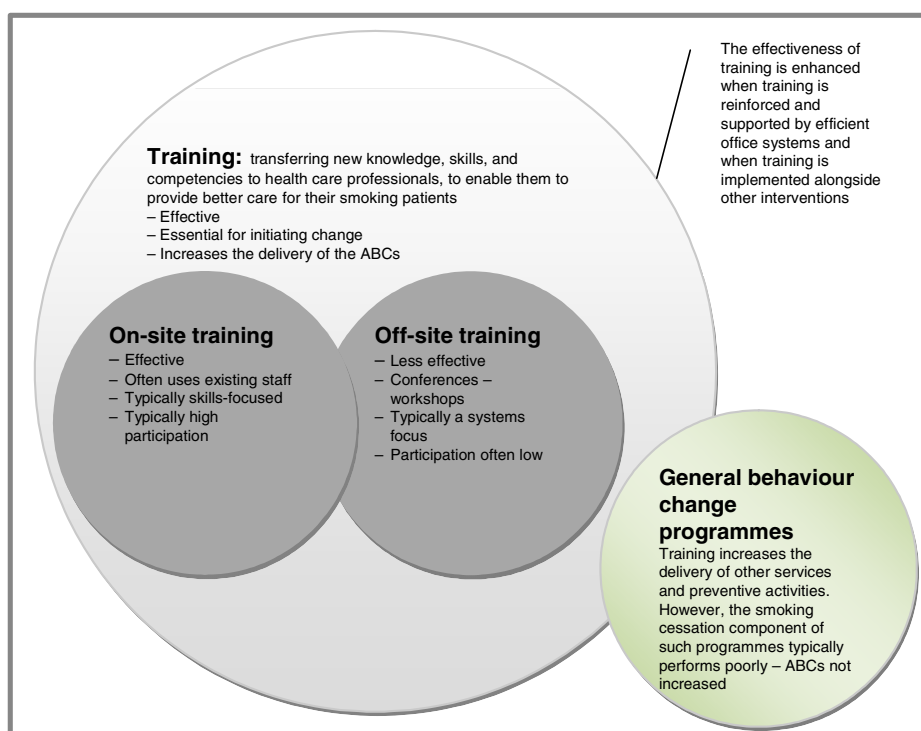 The effectiveness of
training is enhanced
when training is
reinforced and
supported by efficient
office systems and
when training is
implemented alongside
other interventions
Training: transferring new knowledge, skills, and
competencies to health care professionals, to enable them to
provide better care for their smoking patients
– Effective
– Essential for initiating change
– Increases the delivery of the ABCs
On-site training
– Effective
– Often uses existing staff
– Typically skills-focused
– Typically high
participation
Off-site training
– Less effective
– Conferences –
workshops
– Typically a systems
focus
– Participation often low
General behaviour
change
programmes
Training increases the
delivery of other services
and preventive activities.
However, the smoking
cessation component of
such programmes typically
performs poorly – ABCs not
increased